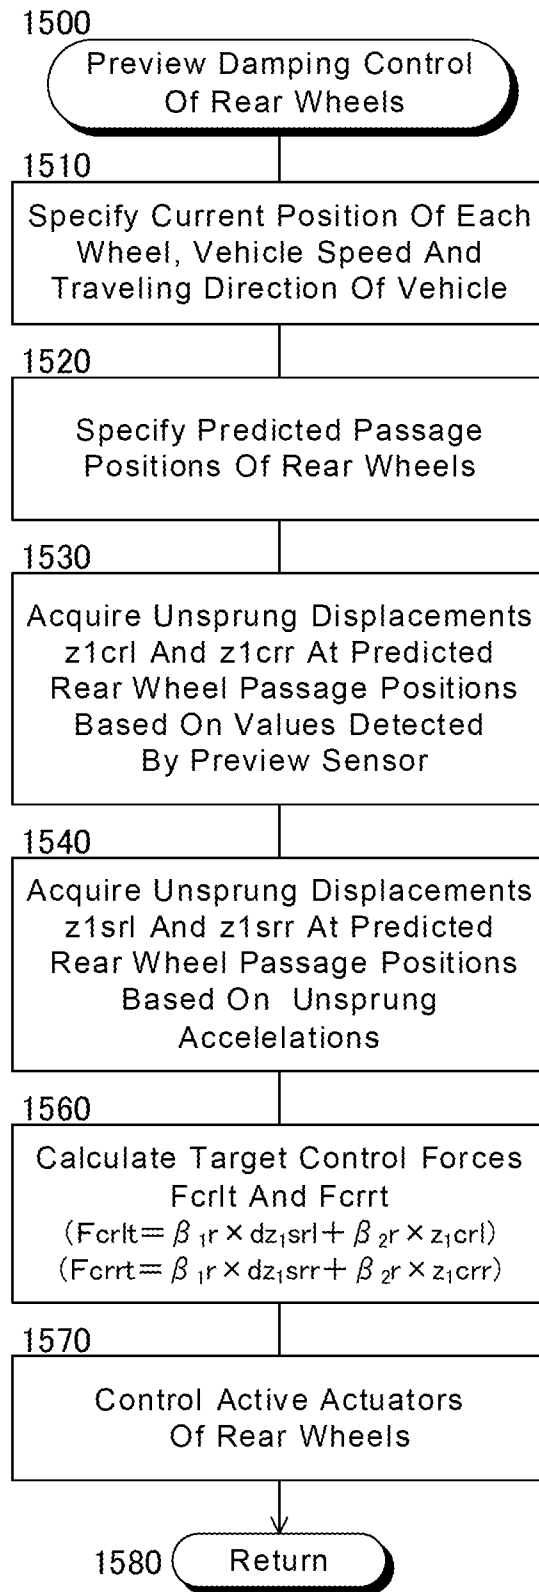 1500
Preview Damping Control
Of Rear Wheels
1510
Specify Current Position Of Each
Wheel, Vehicle Speed And
Traveling Direction Of Vehicle
1520
Specify Predicted Passage
Positions Of Rear Wheels
1530
Acquire Unsprung Displacements
z1crl And z1crr At Predicted
Rear Wheel Passage Positions
Based On Values Detected
By Preview Sensor
1540
Acquire Unsprung Displacements
z1srl And z1srr At Predicted
Rear Wheel Passage Positions
Based On Unsprung
Accelelations
1560
Calculate Target Control Forces
Fcrlt And Fcrrt
(Fcrlt=β₁r×dz₁srl+β₂r×z₁crl)
(Fcrrt=β₁r×dz₁srr+β₂r×z₁crr)
1570
Control Active Actuators
Of Rear Wheels
1580 Return